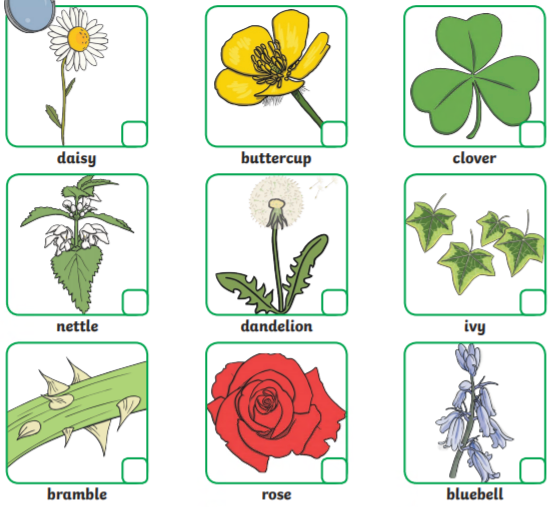 daisy buttercup clover
nettle dandelion ivy
bramble rose bluebell